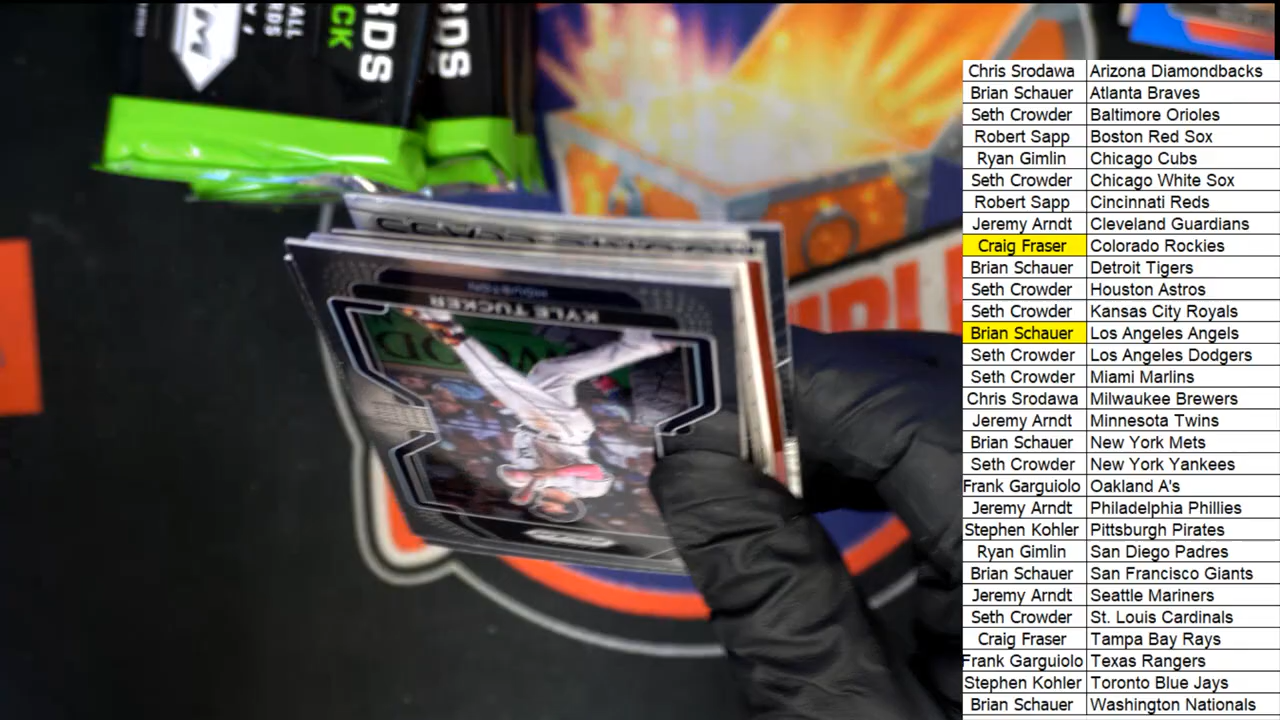 RDS
RDS
CK
ALL
RDS
KYLE TUCKER
HOUSTON
Chris Srodawa Arizona Diamondbacks
Brian Schauer Atlanta Braves
Seth Crowder Baltimore Orioles
Robert Sapp Boston Red Sox
Ryan Gimlin Chicago Cubs
Seth Crowder Chicago White Sox
Robert Sapp Cincinnati Reds
Jeremy Arndt Cleveland Guardians
Craig Fraser Colorado Rockies
Brian Schauer Detroit Tigers
Seth Crowder Houston Astros
Seth Crowder Kansas City Royals
Brian Schauer Los Angeles Angels
Seth Crowder Los Angeles Dodgers
Seth Crowder Miami Marlins
Chris Srodawa Milwaukee Brewers
Jeremy Arndt Minnesota Twins
Brian Schauer New York Mets
Seth Crowder New York Yankees
Frank Garguiolo Oakland A's
Jeremy Arndt Philadelphia Phillies
Stephen Kohler Pittsburgh Pirates
Ryan Gimlin San Diego Padres
Brian Schauer San Francisco Giants
Jeremy Arndt Seattle Mariners
Seth Crowder St. Louis Cardinals
Craig Fraser Tampa Bay Rays
Frank Garguiolo Texas Rangers
Stephen Kohler Toronto Blue Jays
Brian Schauer Washington Nationals